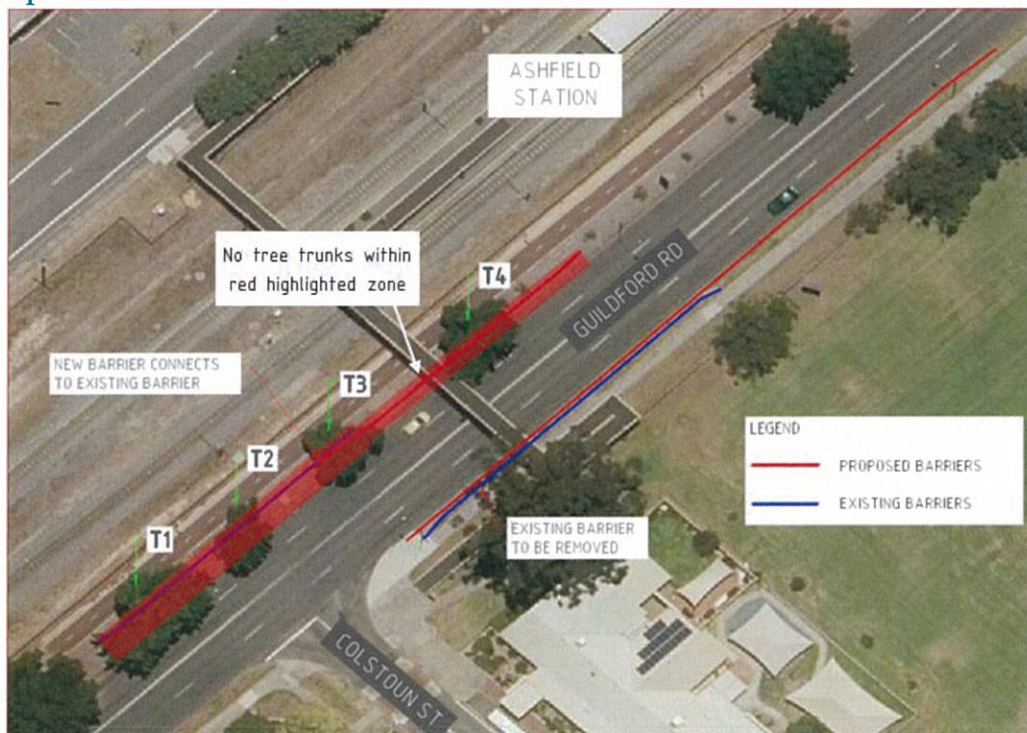 ASHFIELD
STATION
No tree trunks within
red highlighted zone
T4
GUILDFORD RD
NEW BARRIER CONNECTS
TO EXISTING BARRIER
T3
T2
T1
LEGEND
PROPOSED BARRIERS
EXISTING BARRIERS
EXISTING BARRIER
TO BE REMOVED
COLSTOUN ST